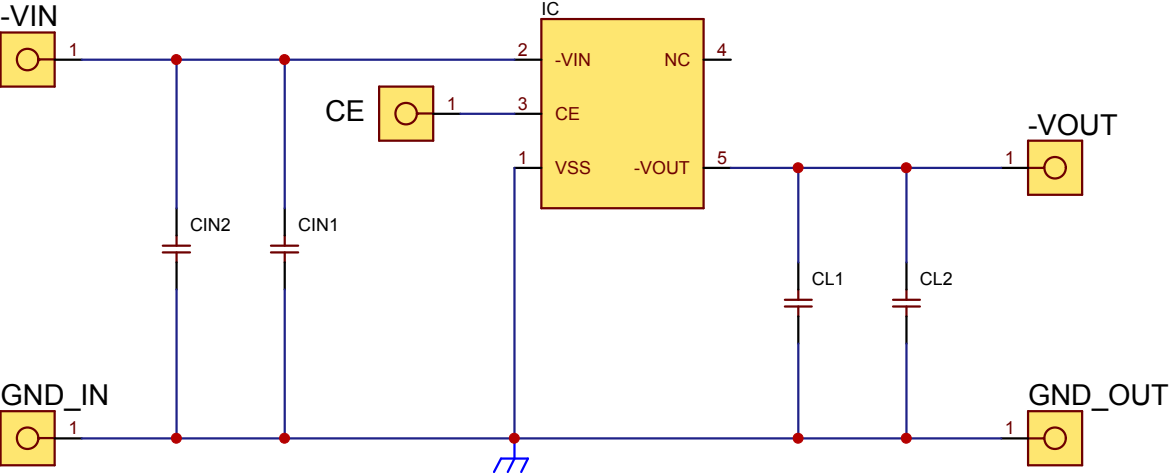 -VIN
1
IC
2
-VIN
NC
4
CE
1
3
CE
-VOUT
1
VSS
-VOUT
5
1
CIN2
CIN1
CL1
CL2
GND_IN
1
GND_OUT
1